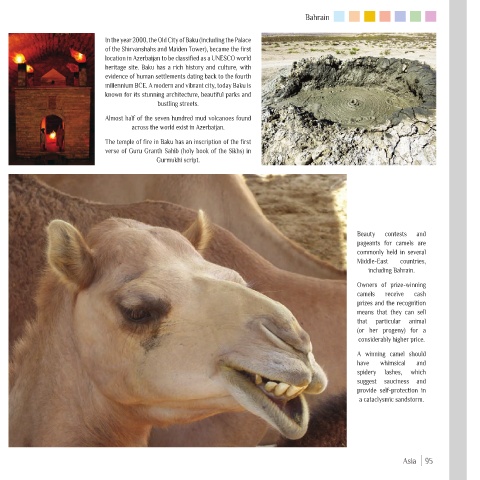 Bahrain
In the year 2000, the Old City of Baku (including the Palace
of the Shirvanshahs and Maiden Tower), became the first
location in Azerbaijan to be classified as a UNESCO world
heritage site. Baku has a rich history and culture, with
evidence of human settlements dating back to the fourth
millennium BCE. A modern and vibrant city, today Baku is
known for its stunning architecture, beautiful parks and
bustling streets.
Almost half of the seven hundred mud volcanoes found
across the world exist in Azerbaijan.
The temple of fire in Baku has an inscription of the first
verse of Guru Granth Sahib (holy book of the Sikhs) in
Gurmukhi script.
Beauty contests and
pageants for camels are
commonly held in several
Middle-East countries,
including Bahrain.
Owners of prize-winning
camels receive cash
prizes and the recognition
means that they can sell
that particular animal
(or her progeny) for a
considerably higher price.
A winning camel should
have whimsical and
spidery lashes, which
suggest sauciness and
provide self-protection in
a cataclysmic sandstorm.
Asia 95